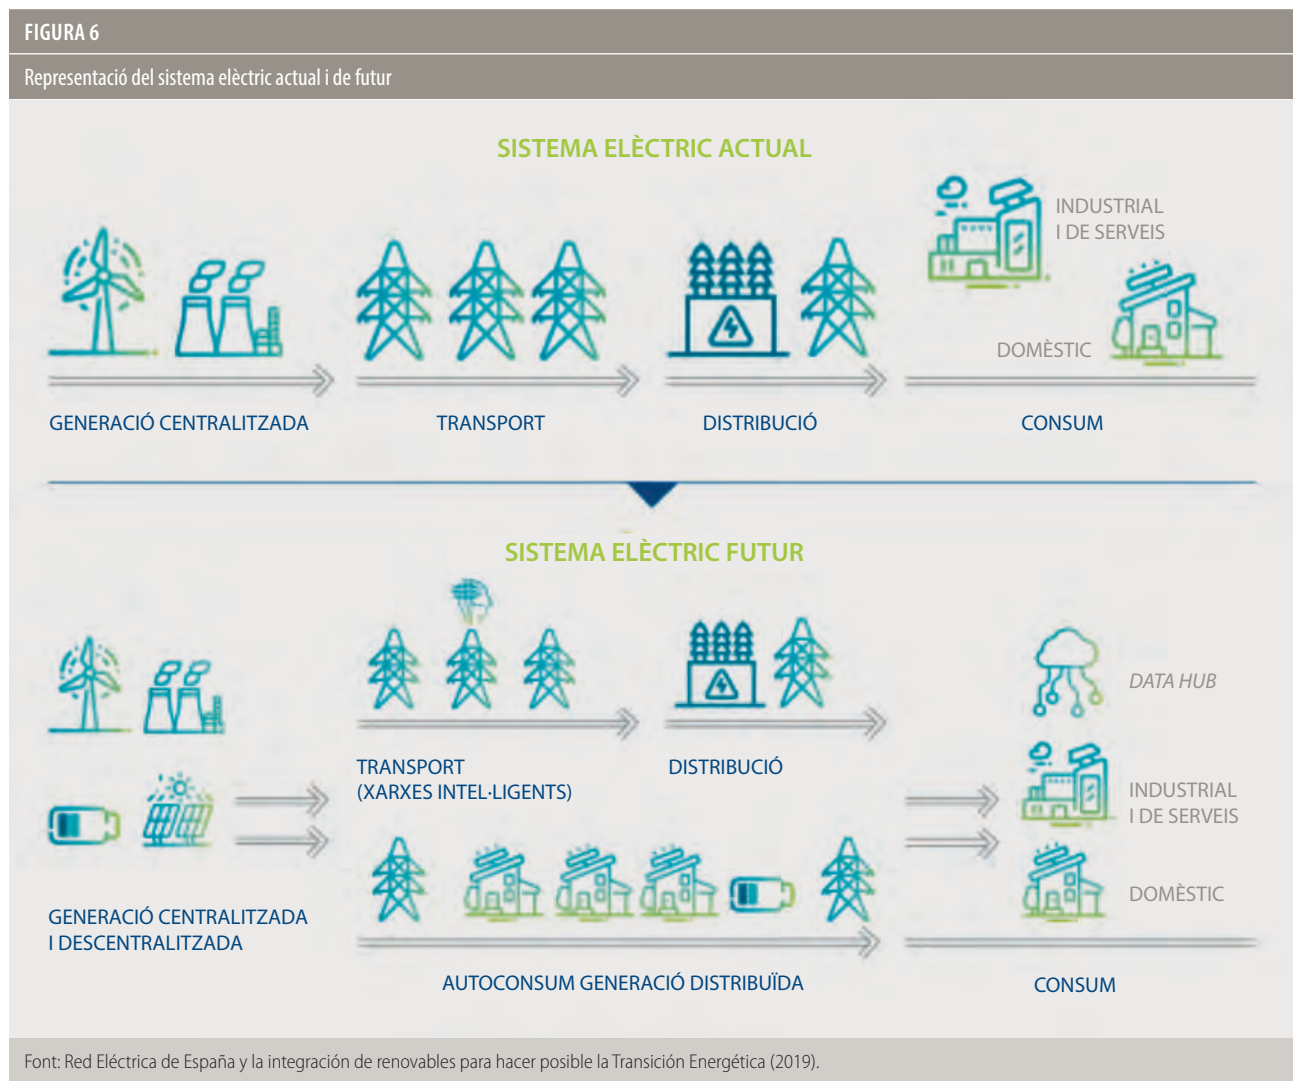 FIGURA 6
Representació del sistema elèctric actual i de futur
SISTEMA ELÈCTRIC ACTUAL
INDUSTRIAL
I DE SERVEIS
DOMÈSTIC
GENERACIÓ CENTRALITZADA
TRANSPORT
DISTRIBUCIÓ
CONSUM
SISTEMA ELÈCTRIC FUTUR
DATA HUB
TRANSPORT
(XARXES INTEL·LIGENTS)
DISTRIBUCIÓ
INDUSTRIAL
I DE SERVEIS
DOMÈSTIC
GENERACIÓ CENTRALITZADA
I DESCENTRALITZADA
AUTOCONSUM GENERACIÓ DISTRIBUÏDA
CONSUM
Font: Red Eléctrica de España y la integración de renovables para hacer posible la Transición Energética (2019).